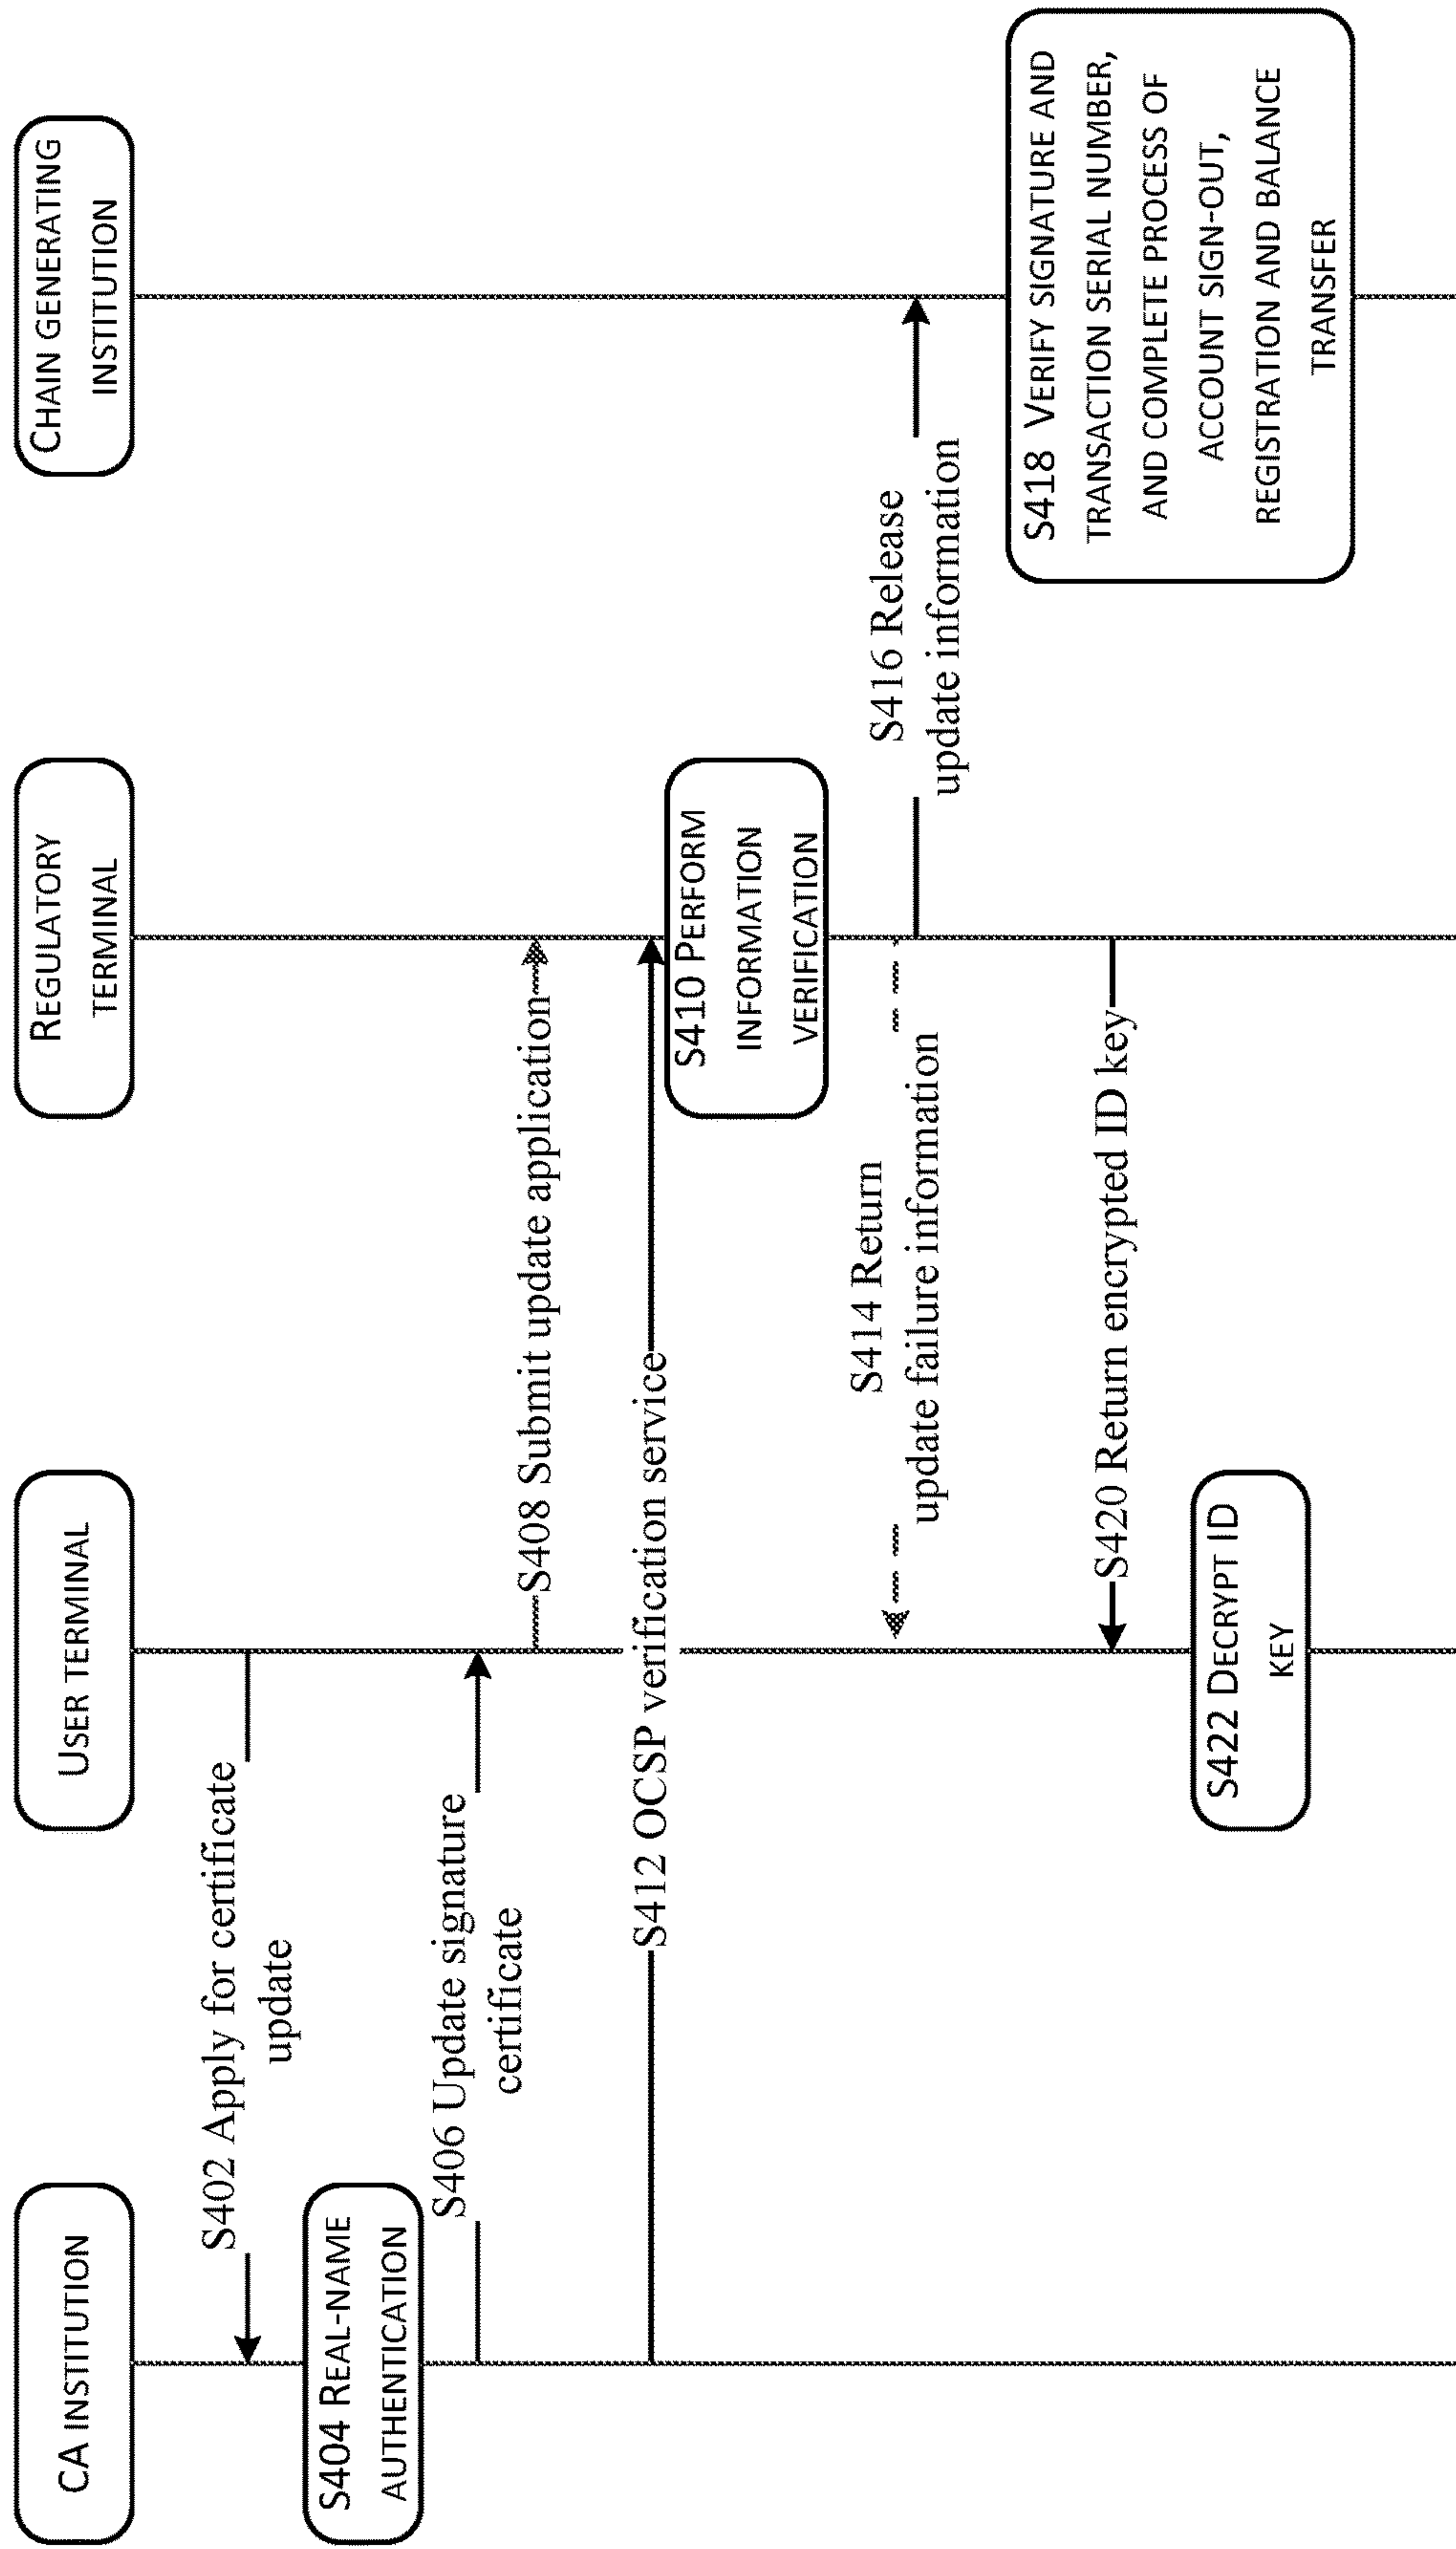 CA INSTITUTION
USER TERMINAL
REGULATORY
TERMINAL
CHAIN GENERATING
INSTITUTION
S402 Apply for certificate
update
S404 REAL-NAME
AUTHENTICATION
S406 Update signature
certificate
S408 Submit update application
S412 OCSP verification service
S410 PERFORM
INFORMATION
VERIFICATION
S414 Return
update failure information
S416 Release
update information
S418 VERIFY SIGNATURE AND
TRANSACTION SERIAL NUMBER,
AND COMPLETE PROCESS OF
ACCOUNT SIGN-OUT,
REGISTRATION AND BALANCE
TRANSFER
S420 Return encrypted ID key
S422 DECRYPT ID
KEY